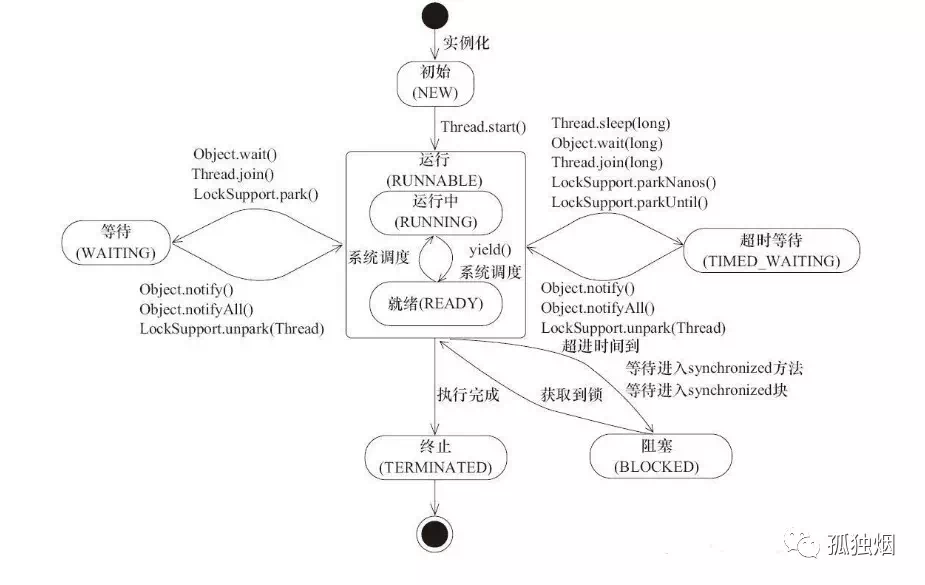 实例化
初始
(NEW)
Thread.start()
Object.wait()
Thread.join()
LockSupport.park()
运行
(RUNNABLE)
运行中
(RUNNING)
Thread.sleep(long)
Object.wait(long)
Thread.join(long)
LockSupport.parkNanos()
LockSupport.parkUntil()
等待
(WAITING)
系统调度
yield()
系统调度
超时等待
(TIMED_WAITING)
就绪(READY)
Object.notify()
Object.notifyAll()
LockSupport.unpark(Thread)
Object.notify()
Object.notifyAll()
LockSupport.unpark(Thread)
超进时间到
等待进入synchronized方法
等待进入synchronized块
执行完成
获取到锁
终止
(TERMINATED)
阻塞
(BLOCKED)
孤独烟